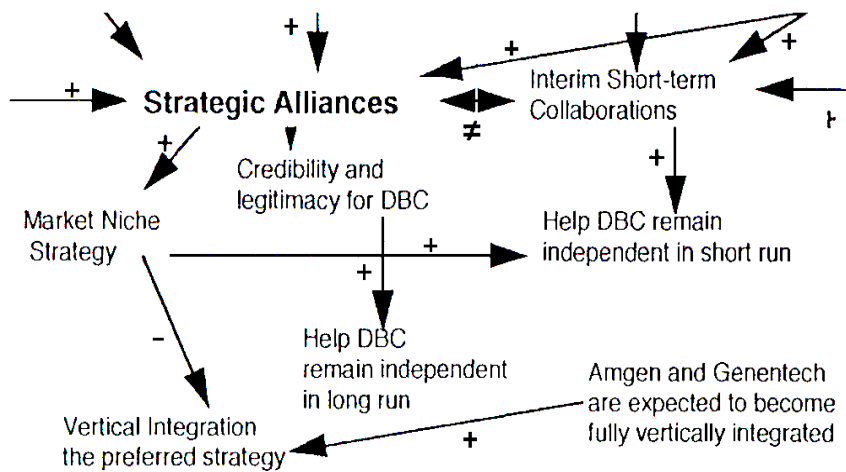 +
+
+
Interim Short-term
Collaborations
+
Strategic Alliances
≠
+
+
Credibility and
legitimacy for DBC
Market Niche
Strategy
Help DBC remain
independent in short run
+
+
–
Help DBC
remain independent
in long run
Amgen and Genentech
are expected to become
fully vertically integrated
Vertical Integration
the preferred strategy
+